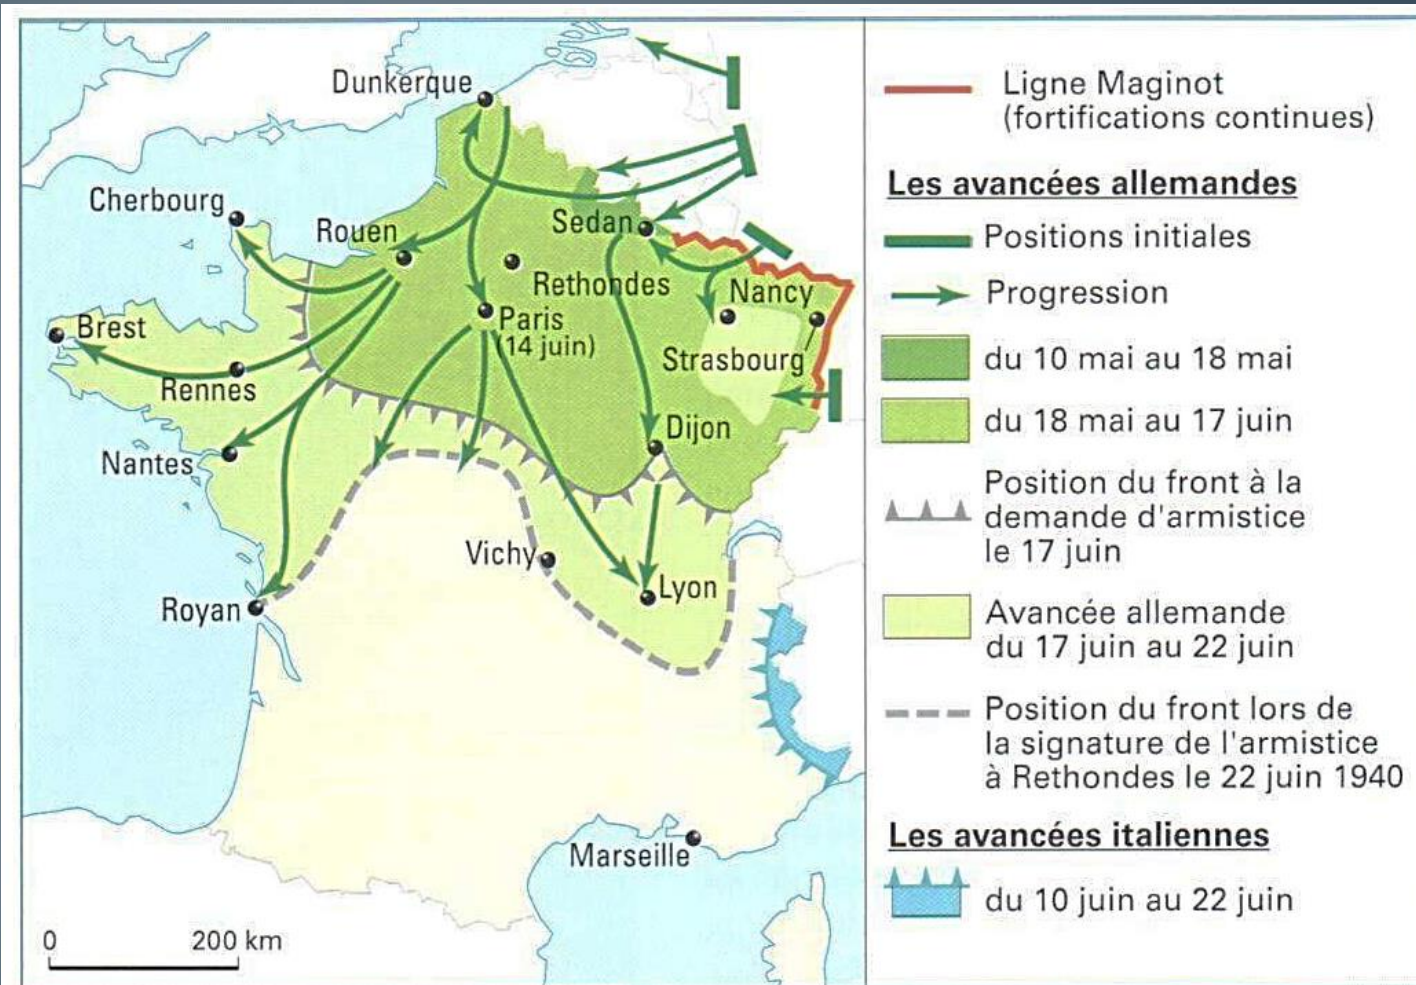 Dunkerque
Cherbourg
Rouen
Sedan
Rethondes
Nancy
Brest
Paris
(14 juin)
Strasbourg
Rennes
Dijon
Nantes
Vichy
Lyon
Royan
Marseille
0 200 km
Ligne Maginot
(fortifications continues)
Les avancées allemandes
Positions initiales
Progression
du 10 mai au 18 mai
du 18 mai au 17 juin
Position du front à la
demande d'armistice
le 17 juin
Avancée allemande
du 17 juin au 22 juin
Position du front lors de
la signature de l'armistice
à Rethondes le 22 juin 1940
Les avancées italiennes
du 10 juin au 22 juin